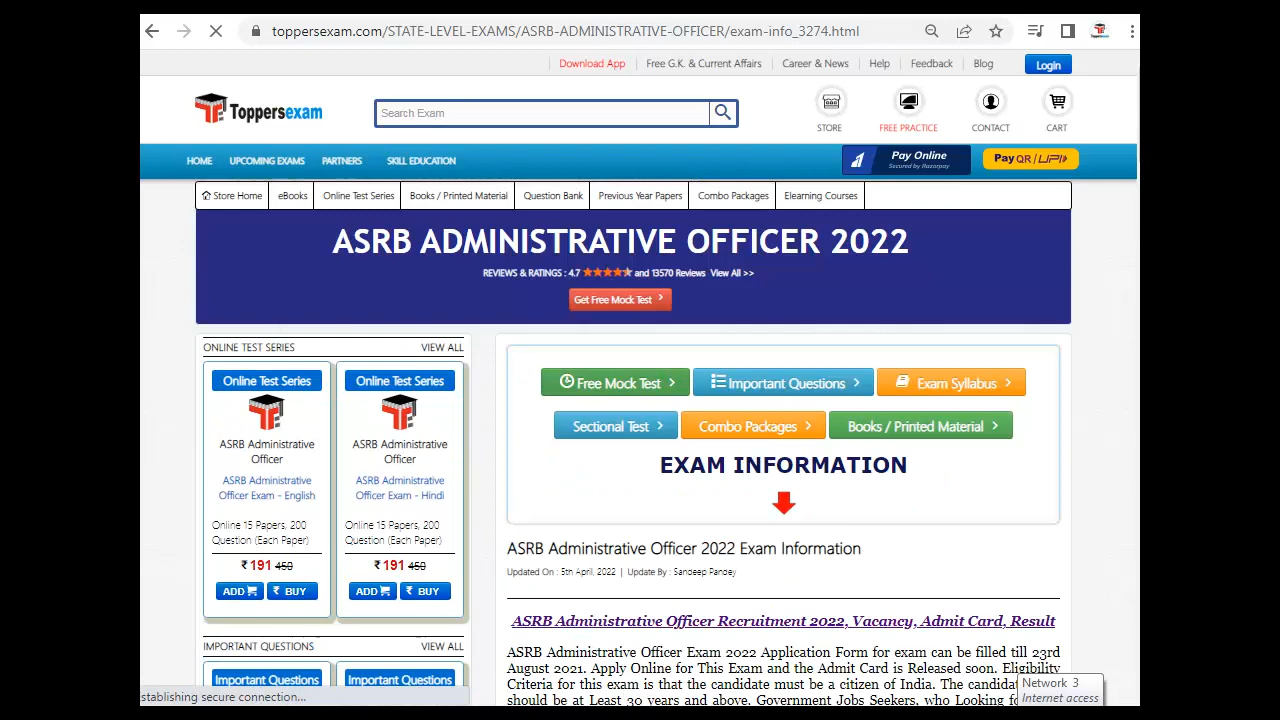 toppersexam.com/STATE-LEVEL-EXAMS/ASRB-ADMINISTRATIVE-OFFICER/exam-info_3274.html
Download App Free G.K. & Current Affairs Career & News Help Feedback Blog Login
Toppersexam
Search Exam
STORE FREE PRACTICE CONTACT CART
HOME UPCOMING EXAMS PARTNERS SKILL EDUCATION
Pay Online
Secured by Razorpay
Pay QR / UPI
Store Home eBooks Online Test Series Books / Printed Material Question Bank Previous Year Papers Combo Packages Elearning Courses
ASRB ADMINISTRATIVE OFFICER 2022
REVIEWS & RATINGS : 4.7 and 13570 Reviews View All >>
Get Free Mock Test >
ONLINE TEST SERIES VIEW ALL
Online Test Series
ASRB Administrative
Officer
ASRB Administrative
Officer Exam - English
Online 15 Papers, 200
Question (Each Paper)
₹ 191 450
ADD ₹ BUY
Online Test Series
ASRB Administrative
Officer
ASRB Administrative
Officer Exam - Hindi
Online 15 Papers, 200
Question (Each Paper)
₹ 191 450
ADD ₹ BUY
IMPORTANT QUESTIONS VIEW ALL
Important Questions Important Questions
Free Mock Test > Important Questions > Exam Syllabus >
Sectional Test > Combo Packages > Books / Printed Material >
EXAM INFORMATION
ASRB Administrative Officer 2022 Exam Information
Updated On : 5th April, 2022 | Update By : Sandeep Pandey
ASRB Administrative Officer Recruitment 2022, Vacancy, Admit Card, Result
ASRB Administrative Officer Exam 2022 Application Form for exam can be filled till 23rd
August 2021. Apply Online for This Exam and the Admit Card is Released soon. Eligibility
Criteria for this exam is that the candidate must be a citizen of India. The
should be at Least 30 years and above. Government Jobs Seekers, who Looking
Network 3
Internet access
establishing secure connection...